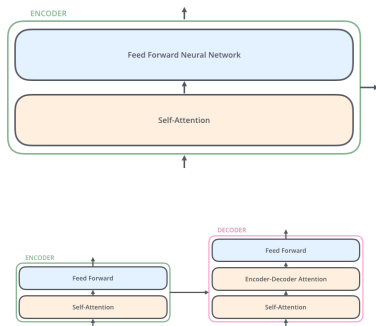 ENCODER
Feed Forward Neural Network
Self-Attention
ENCODER
Feed Forward
Self-Attention
DECODER
Feed Forward
Encoder-Decoder Attention
Self-Attention